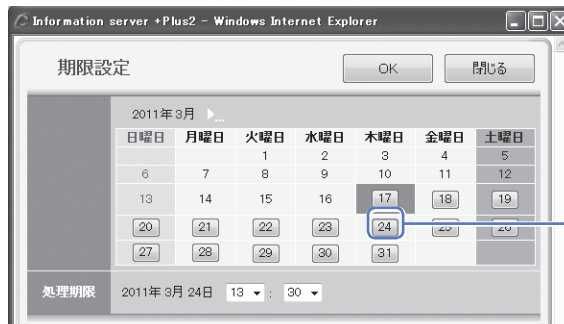 Information server +Plus2 - Windows Internet Explorer
期限設定 OK 閉じる
2011年3月
日曜日 月曜日 火曜日 水曜日 木曜日 金曜日 土曜日
1 2 3 4 5
6 7 8 9 10 11 12
13 14 15 16 17 18 19
20 21 22 23 24 25 26
27 28 29 30 31
処理期限 2011年 3月 24日 13 : 30